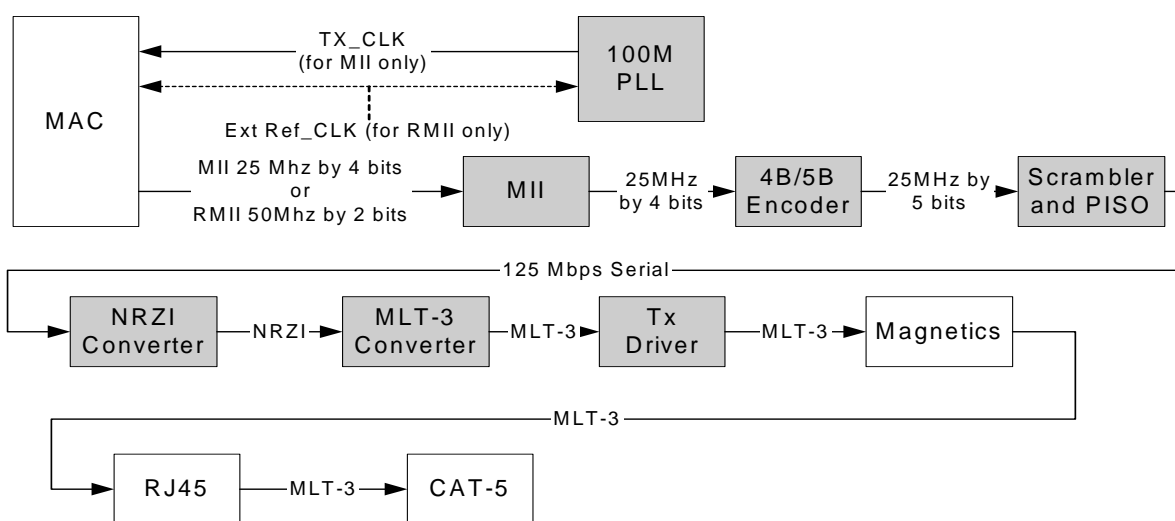 MAC
TX_CLK
(for MII only)
100M
PLL
Ext Ref_CLK (for RMII only)
MII 25 Mhz by 4 bits
or
RMII 50Mhz by 2 bits
MII
25MHz
by 4 bits
4B/5B
Encoder
25MHz by
5 bits
Scrambler
and PISO
125 Mbps Serial
NRZI
Converter
NRZI
MLT-3
Converter
MLT-3
Tx
Driver
MLT-3
Magnetics
MLT-3
RJ45
MLT-3
CAT-5